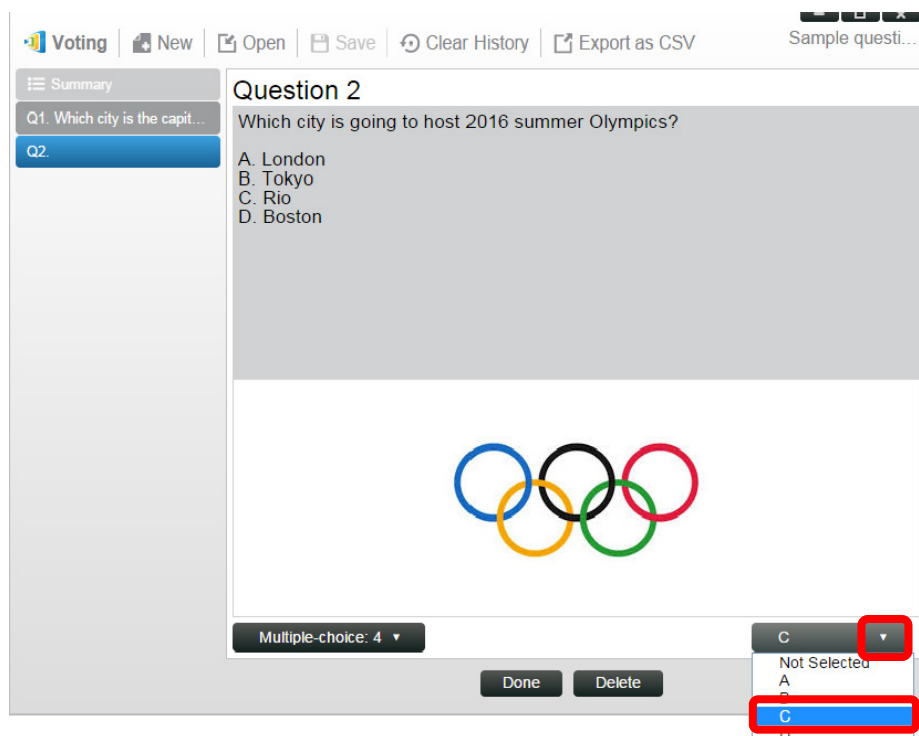 Voting New Open Save Clear History Export as CSV Sample questi...
Summary
Q1. Which city is the capit...
Q2.
Question 2
Which city is going to host 2016 summer Olympics?
A. London
B. Tokyo
C. Rio
D. Boston
Multiple-choice: 4
C
Not Selected
A
B
C
Done Delete